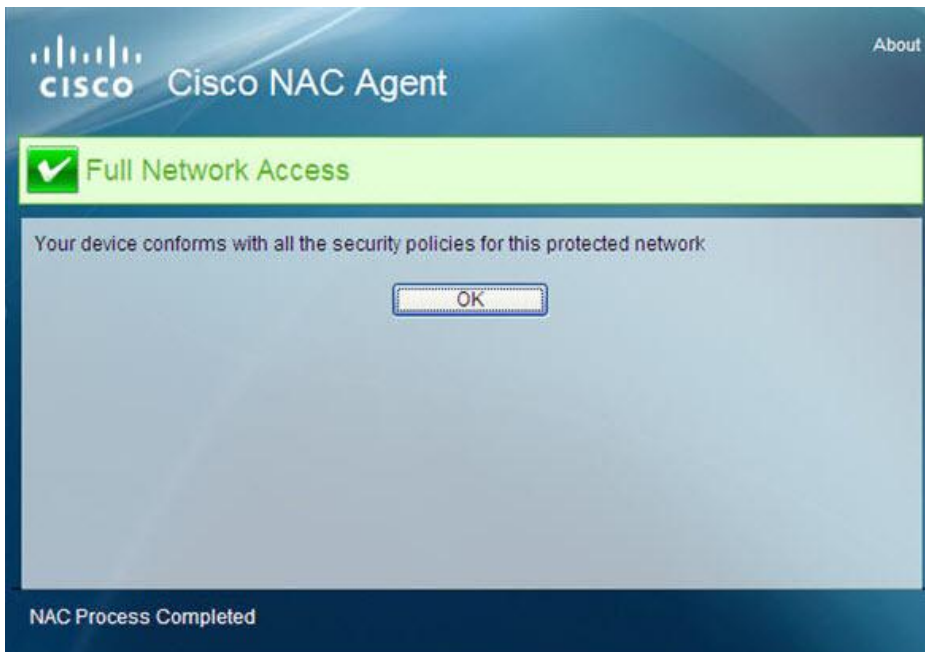 About
CISCO Cisco NAC Agent
Full Network Access
Your device conforms with all the security policies for this protected network
OK
NAC Process Completed